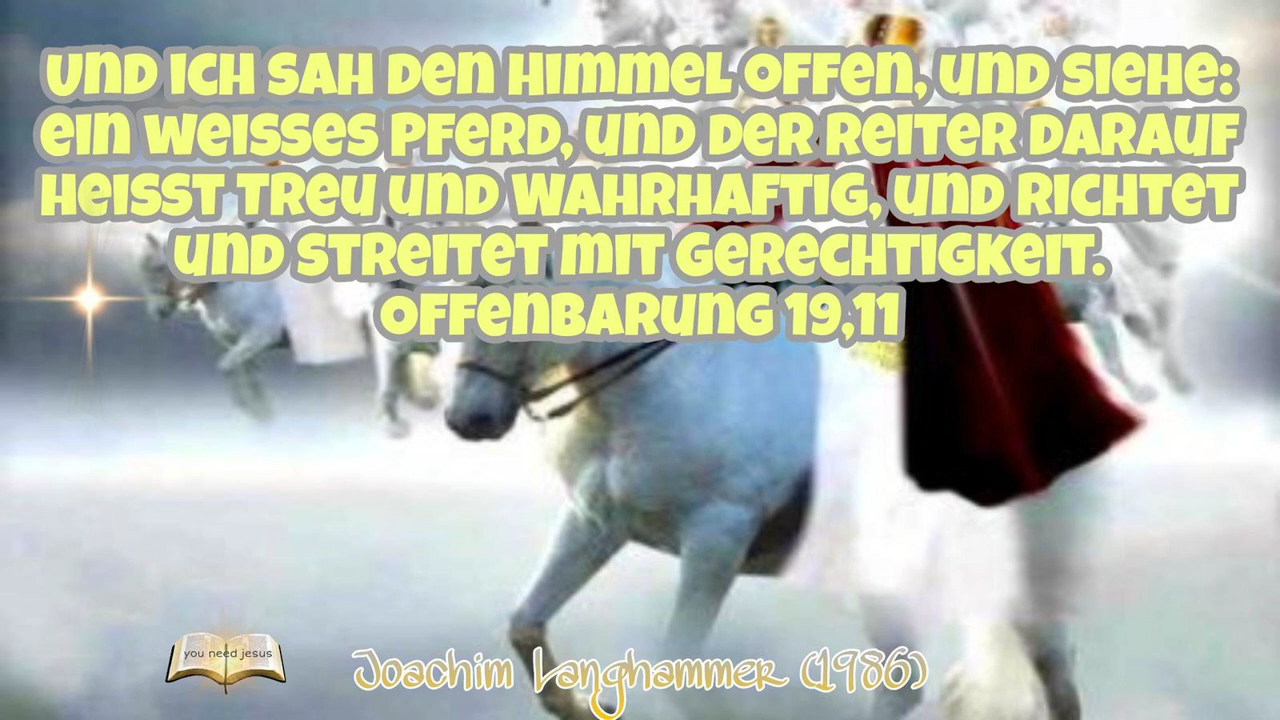 Und ich sah den Himmel offen, und siehe:
ein weisses Pferd, und der Reiter darauf
heisst Treu und Wahrhaftig, und richtet
und streitet mit Gerechtigkeit.
Offenbarung 19,11
you need jesus
Joachim Langhammer (1986)